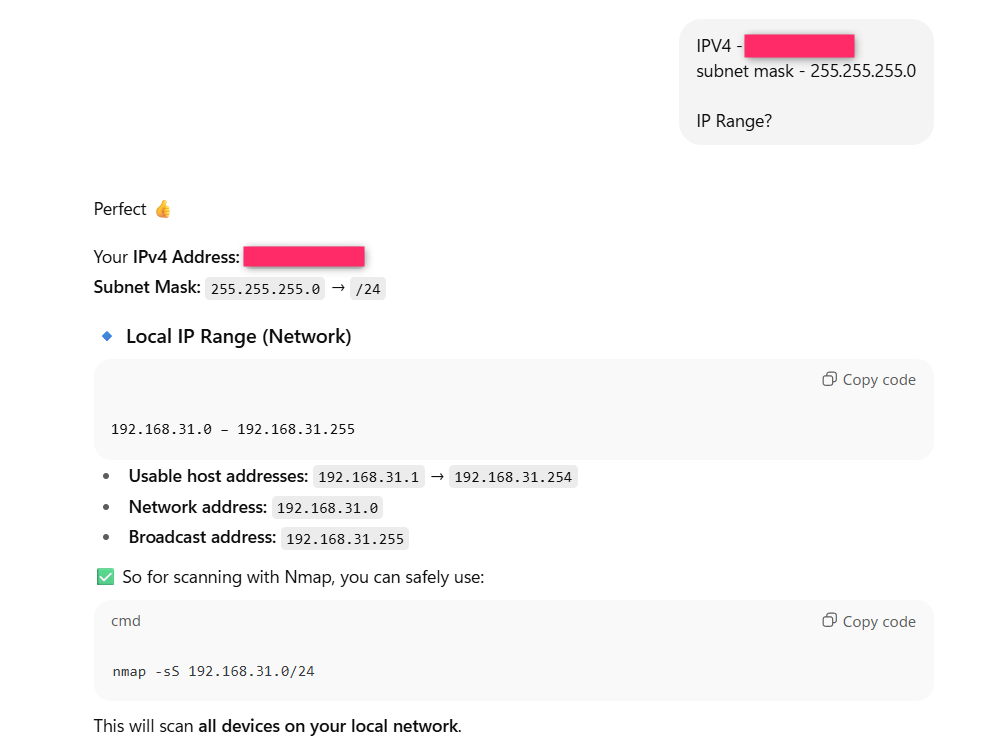 IPV4 -
subnet mask - 255.255.255.0
IP Range?
Perfect 👍
Your IPv4 Address:
Subnet Mask: 255.255.255.0 → /24
🔹 Local IP Range (Network)
Copy code
192.168.31.0 – 192.168.31.255
• Usable host addresses: 192.168.31.1 → 192.168.31.254
• Network address: 192.168.31.0
• Broadcast address: 192.168.31.255
✅ So for scanning with Nmap, you can safely use:
cmd Copy code
nmap -sS 192.168.31.0/24
This will scan all devices on your local network.